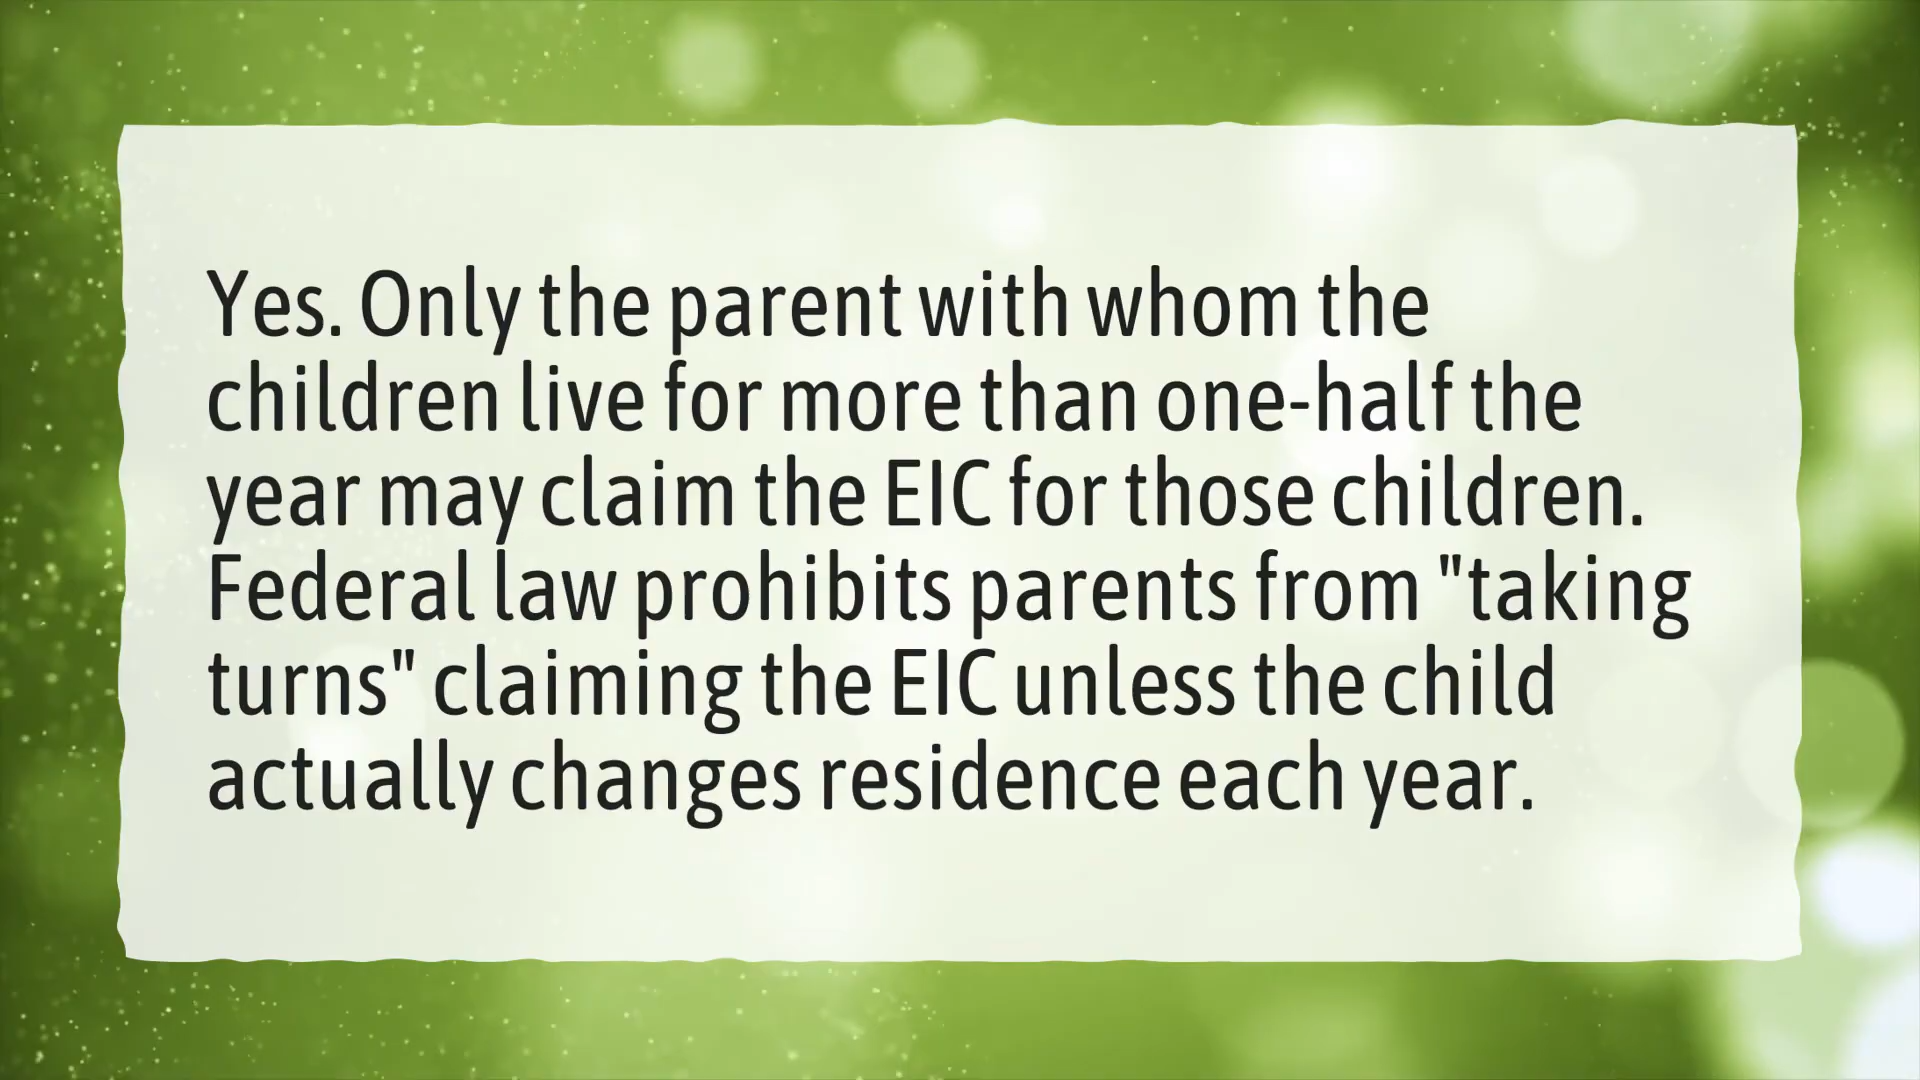 Yes. Only the parent with whom the
children live for more than one-half the
year may claim the EIC for those children.
Federal law prohibits parents from "taking
turns" claiming the EIC unless the child
actually changes residence each year.